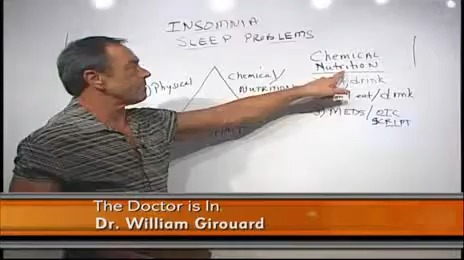 INSOMNIA
SLEEP PROBLEMS
Physical
Chemical/
NUTRITION
Chemical
Nutrition
drink
eat/drink
3) MEDS/OTC
SCRIPT
The Doctor is In.
Dr. William Girouard